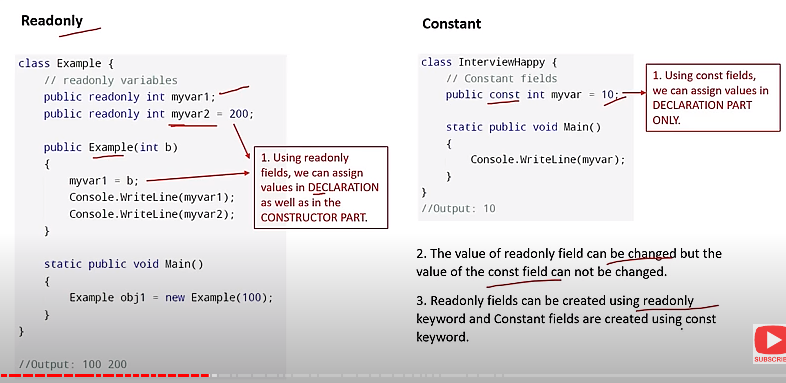 Readonly
class Example {
// readonly variables
public readonly int myvar1;
public readonly int myvar2 = 200;
public Example(int b)
{
myvar1 = b;
Console.WriteLine(myvar1);
Console.WriteLine(myvar2);
}
static public void Main()
{
Example obj1 = new Example(100);
}
}
//Output: 100 200
1. Using readonly
fields, we can assign
values in DECLARATION
as well as in the
CONSTRUCTOR PART.
Constant
class InterviewHappy {
// Constant fields
public const int myvar = 10;
static public void Main()
{
Console.WriteLine(myvar);
}
}
//Output: 10
1. Using const fields,
we can assign values in
DECLARATION PART
ONLY.
2. The value of readonly field can be changed but the
value of the const field can not be changed.
3. Readonly fields can be created using readonly
keyword and Constant fields are created using const
keyword.
SUBSCRIBE